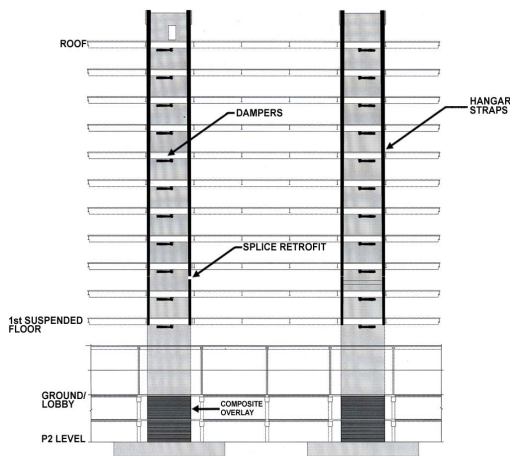 ROOF
HANGAR
STRAPS
DAMPERS
SPLICE RETROFIT
1st SUSPENDED
FLOOR
GROUND/
LOBBY
COMPOSITE
OVERLAY
P2 LEVEL